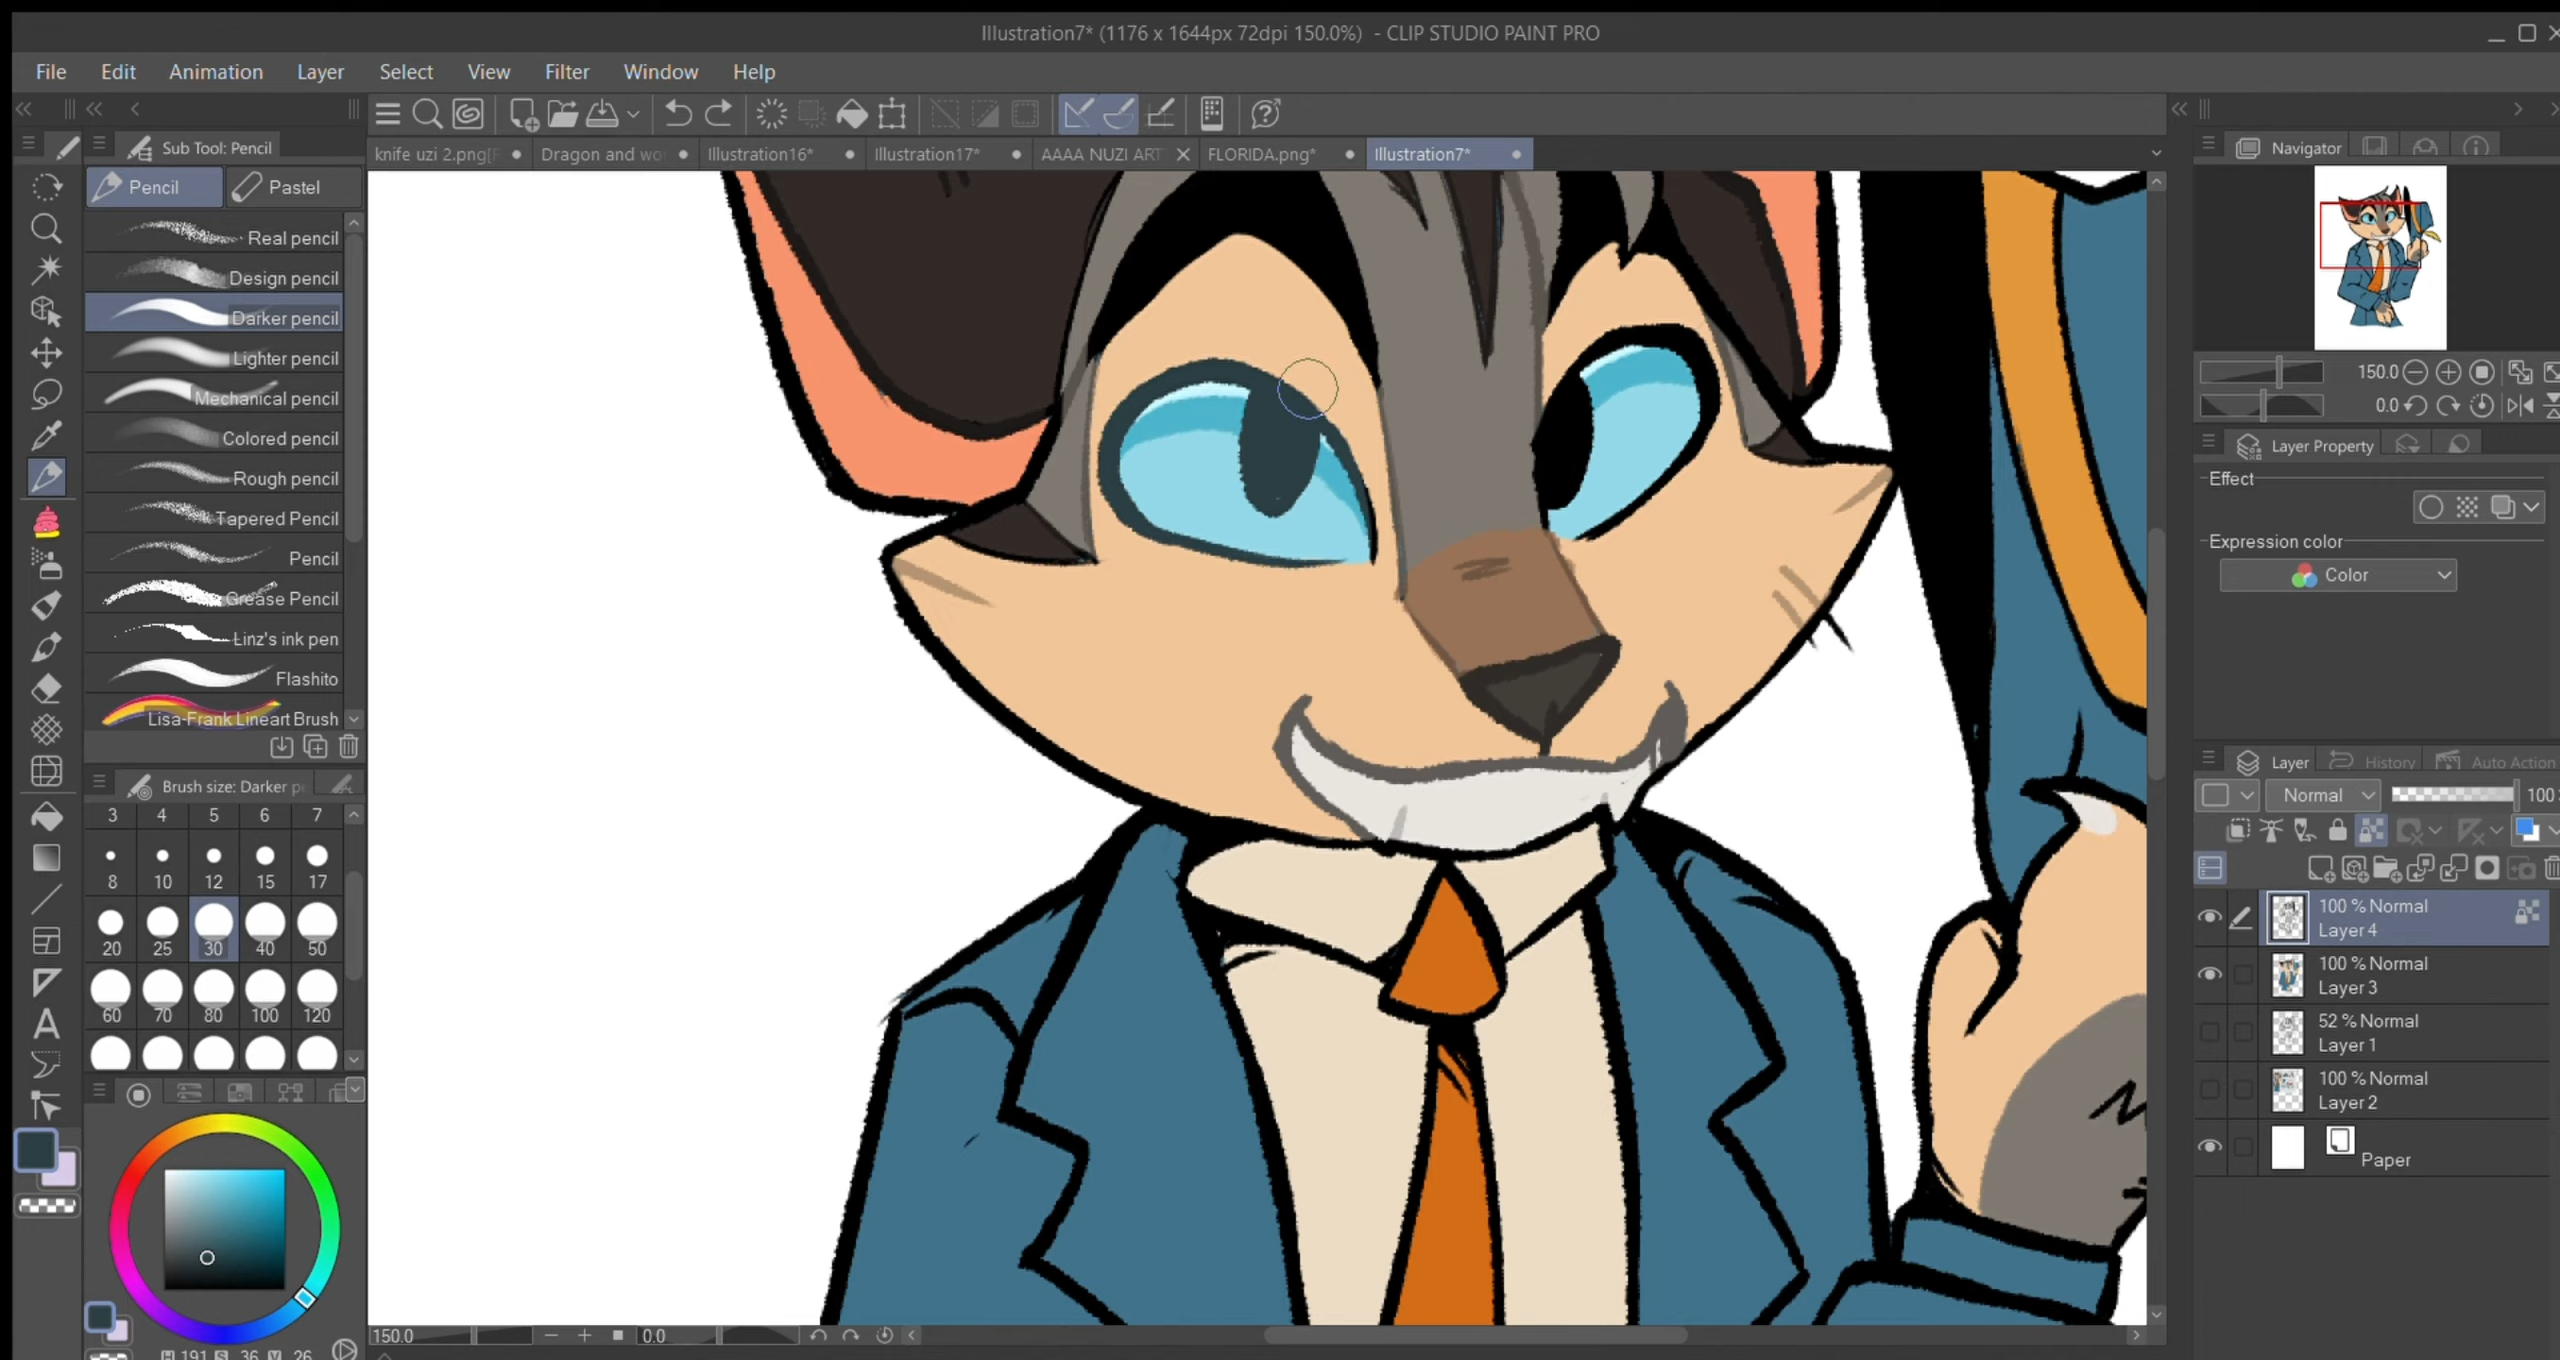 Illustration7* (1176 x 1644px 72dpi 150.0%) - CLIP STUDIO PAINT PRO
File Edit Animation Layer Select View Filter Window Help
Sub Tool: Pencil
knife uzi 2.png Dragon and wo Illustration16* Illustration17* AAAA NUZI ART FLORIDA.png* Illustration7*
Navigator
Pencil Pastel
Real pencil
Design pencil
Darker pencil
Lighter pencil
Mechanical pencil
Colored pencil
Rough pencil
Tapered Pencil
Pencil
Grease Pencil
Linz's ink pen
Flashito
Lisa-Frank Lineart Brush
Brush size: Darker pe
3 4 5 6 7
8 10 12 15 17
20 25 30 40 50
60 70 80 100 120
H 191 S 36 V 26
150.0 0.0
150.0
0.0
Layer Property
Effect
Expression color
Color
Layer History Auto Action
Normal 100
100 % Normal
Layer 4
100 % Normal
Layer 3
52 % Normal
Layer 1
100 % Normal
Layer 2
Paper